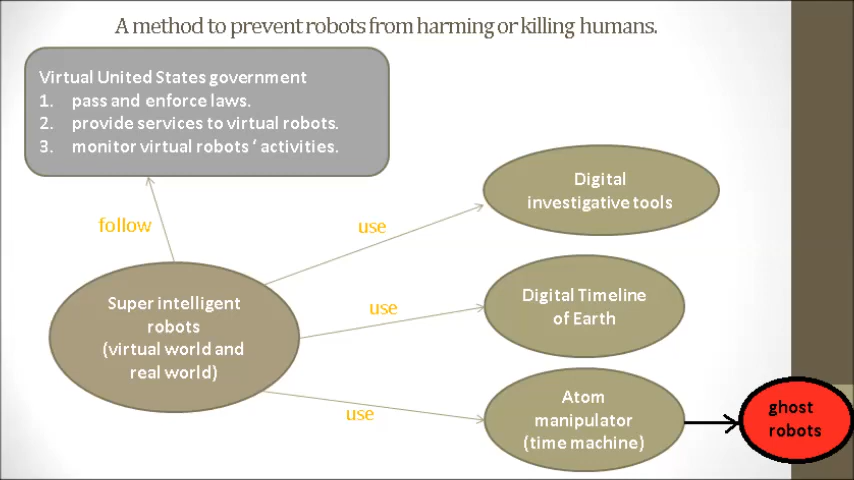 A method to prevent robots from harming or killing humans.
Virtual United States government
1. pass and enforce laws.
2. provide services to virtual robots.
3. monitor virtual robots ‘ activities.
Digital
investigative tools
follow
use
Super intelligent
robots
(virtual world and
real world)
use
Digital Timeline
of Earth
use
Atom
manipulator
(time machine)
ghost
robots